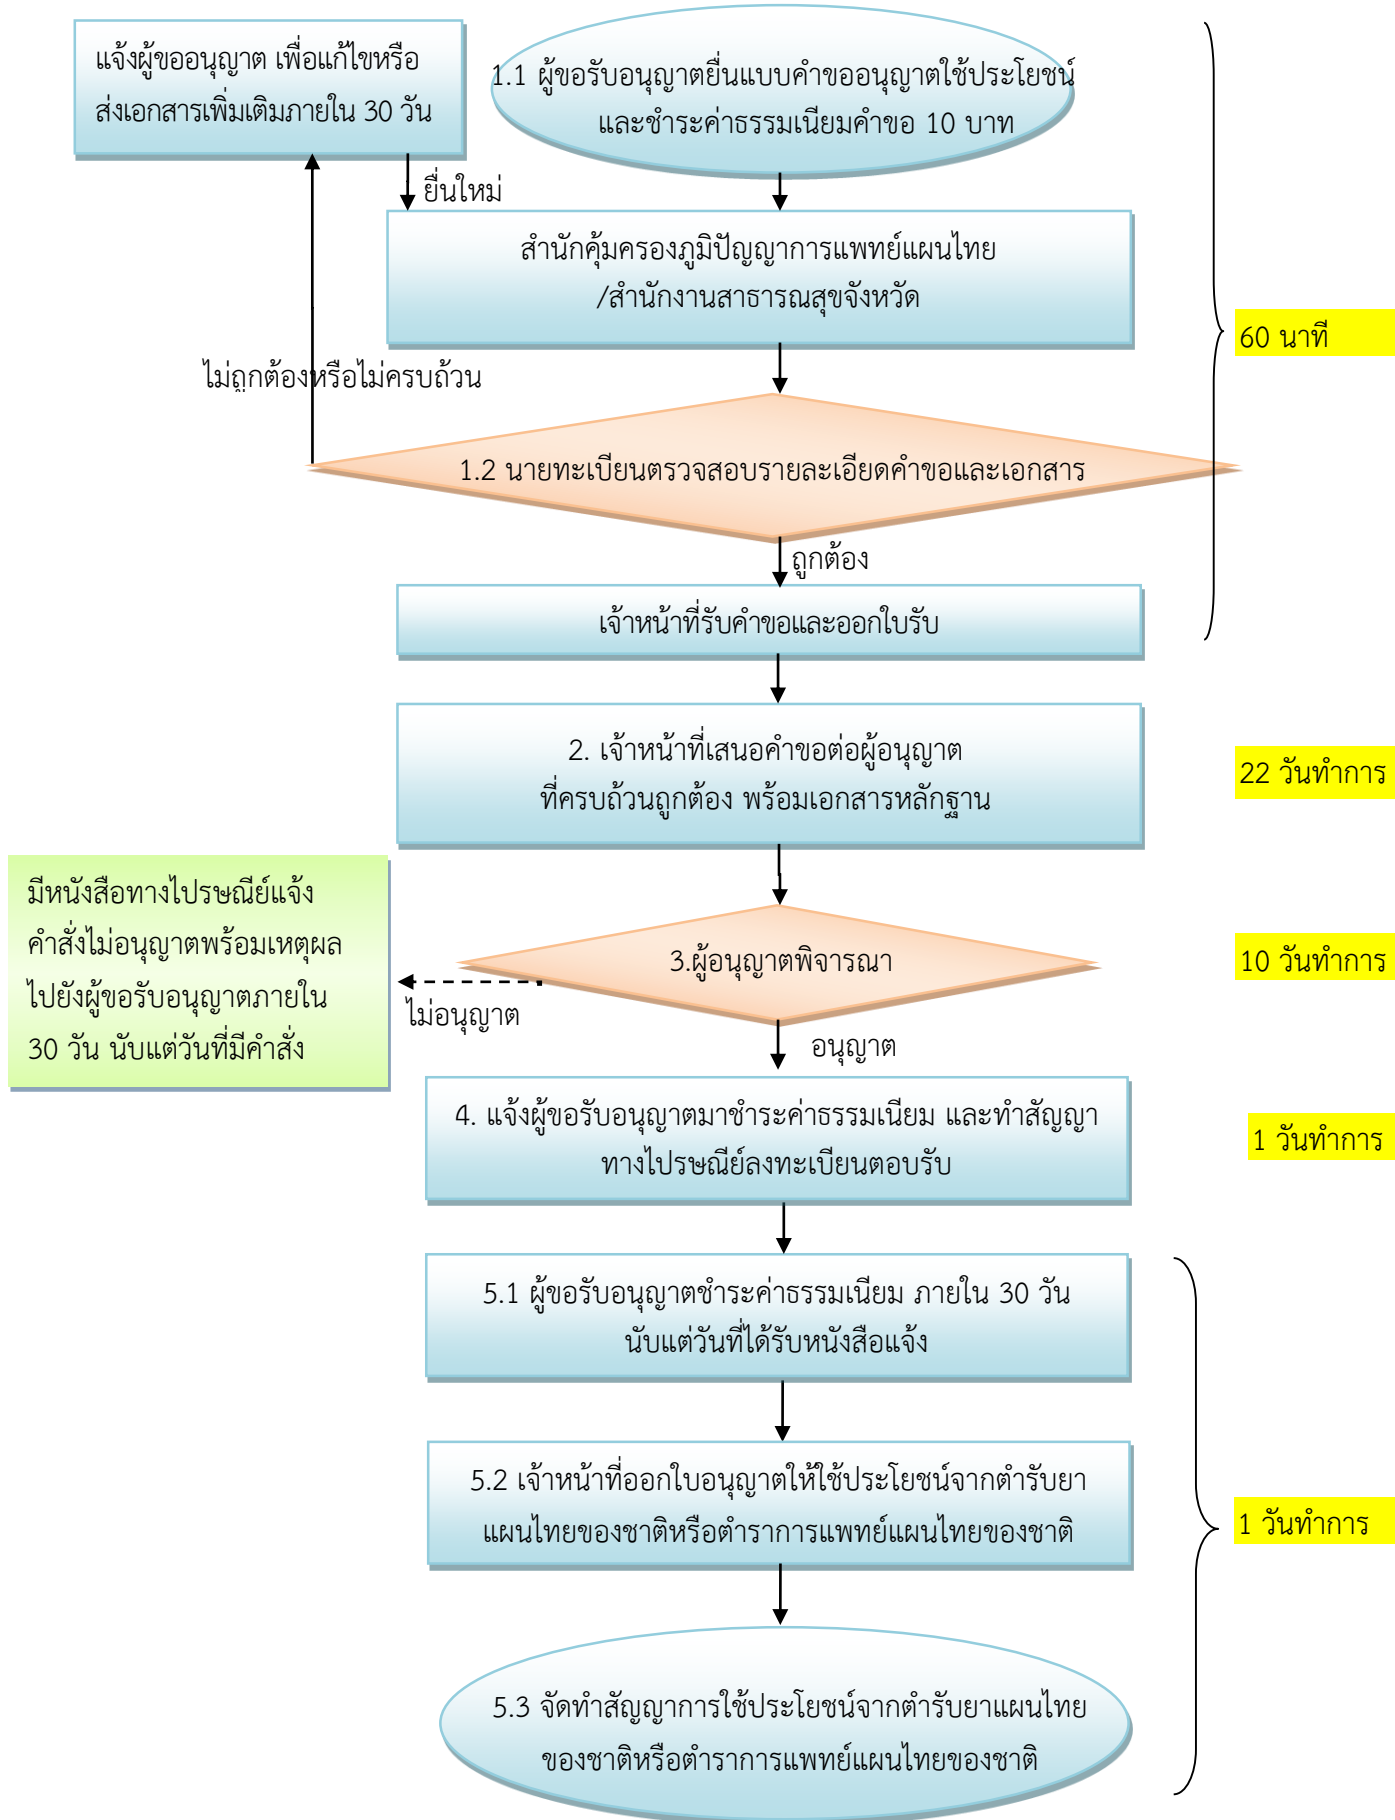 แจ้งผู้ขออนุญาต เพื่อแก้ไขหรือ
ส่งเอกสารเพิ่มเติมภายใน 30 วัน
1.1 ผู้ขอรับอนุญาตยื่นแบบคำขออนุญาตใช้ประโยชน์
และชำระค่าธรรมเนียมคำขอ 10 บาท
ยื่นใหม่
สำนักคุ้มครองภูมิปัญญาการแพทย์แผนไทย
/สำนักงานสาธารณสุขจังหวัด
60 นาที
ไม่ถูกต้องหรือไม่ครบถ้วน
1.2 นายทะเบียนตรวจสอบรายละเอียดคำขอและเอกสาร
ถูกต้อง
เจ้าหน้าที่รับคำขอและออกใบรับ
2. เจ้าหน้าที่เสนอคำขอต่อผู้อนุญาต
ที่ครบถ้วนถูกต้อง พร้อมเอกสารหลักฐาน
22 วันทำการ
มีหนังสือทางไปรษณีย์แจ้ง
คำสั่งไม่อนุญาตพร้อมเหตุผล
ไปยังผู้ขอรับอนุญาตภายใน
30 วัน นับแต่วันที่มีคำสั่ง
3.ผู้อนุญาตพิจารณา
10 วันทำการ
ไม่อนุญาต
อนุญาต
4. แจ้งผู้ขอรับอนุญาตมาชำระค่าธรรมเนียม และทำสัญญา
ทางไปรษณีย์ลงทะเบียนตอบรับ
1 วันทำการ
5.1 ผู้ขอรับอนุญาตชำระค่าธรรมเนียม ภายใน 30 วัน
นับแต่วันที่ได้รับหนังสือแจ้ง
5.2 เจ้าหน้าที่ออกใบอนุญาตให้ใช้ประโยชน์จากตำรับยา
แผนไทยของชาติหรือตำราการแพทย์แผนไทยของชาติ
1 วันทำการ
5.3 จัดทำสัญญาการใช้ประโยชน์จากตำรับยาแผนไทย
ของชาติหรือตำราการแพทย์แผนไทยของชาติ